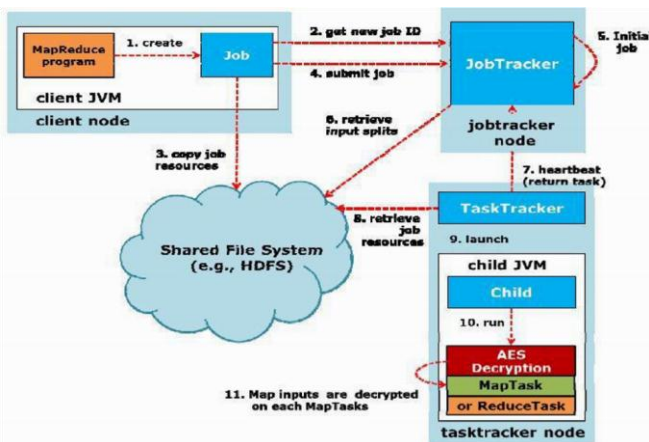 MapReduce
program
1. create
Job
client JVM
client node
2. get new job ID
4. submit job
JobTracker
jobtracker
node
5. Initial
job
3. copy job
resources
6. retrieve
input splits
7. heartbeat
(return task)
Shared File System
(e.g., HDFS)
8. retrieve
job
resources
TaskTracker
9. launch
child JVM
Child
10. run
AES
Decryption
MapTask
or ReduceTask
tasktracker node
11. Map inputs are decrypted
on each MapTasks